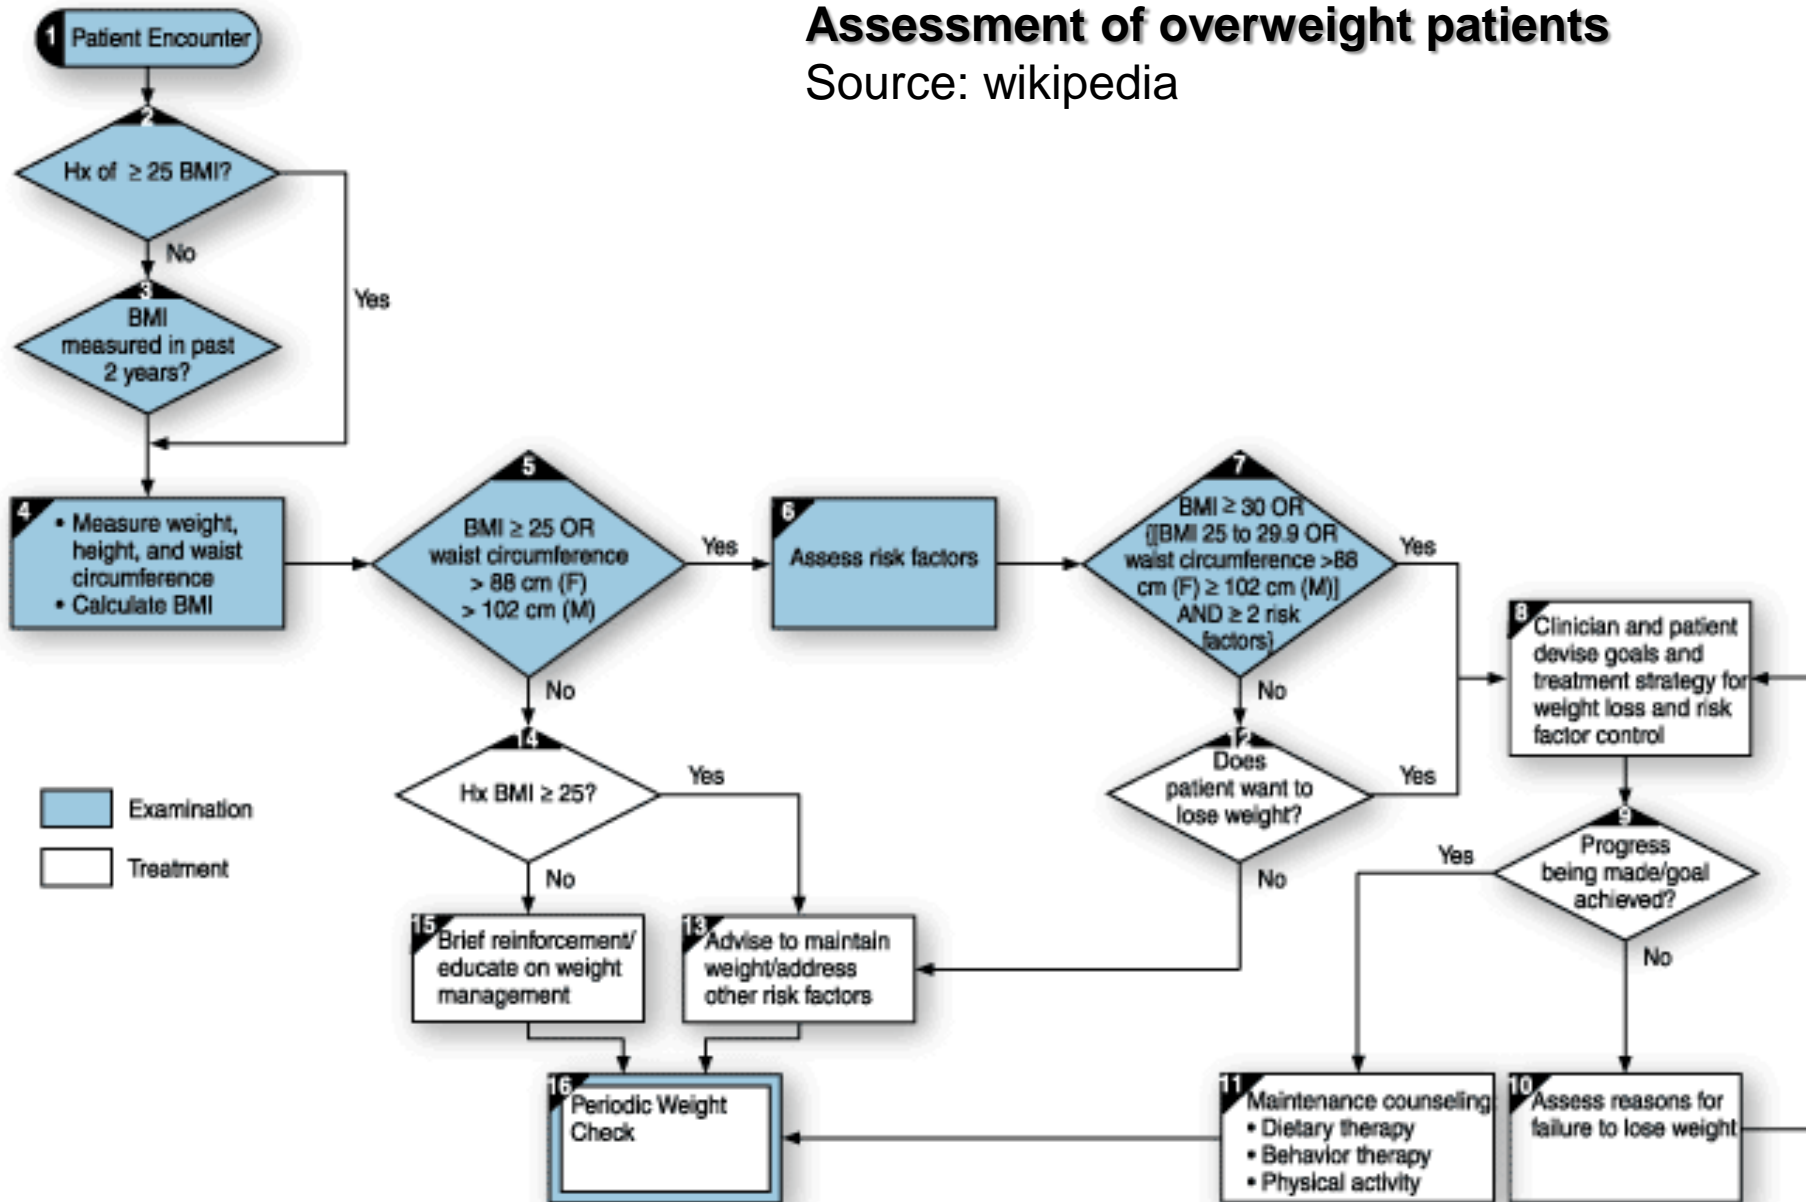 Assessment of overweight patients
Source: wikipedia
1
Patient Encounter
2
Hx of ≥ 25 BMI?
No
Yes
3
BMI
measured in past
2 years?
4
• Measure weight,
height, and waist
circumference
• Calculate BMI
5
BMI ≥ 25 OR
waist circumference
> 88 cm (F)
> 102 cm (M)
Yes
No
6
Assess risk factors
7
BMI ≥ 30 OR
{[BMI 25 to 29.9 OR
waist circumference >88
cm (F) ≥ 102 cm (M)]
AND ≥ 2 risk
factors}
Yes
No
8
Clinician and patient
devise goals and
treatment strategy for
weight loss and risk
factor control
14
Hx BMI ≥ 25?
Yes
No
12
Does
patient want to
lose weight?
Yes
No
9
Progress
being made/goal
achieved?
Yes
No
Examination
Treatment
15
Brief reinforcement/
educate on weight
management
13
Advise to maintain
weight/address
other risk factors
16
Periodic Weight
Check
11
Maintenance counseling:
• Dietary therapy
• Behavior therapy
• Physical activity
10
Assess reasons for
failure to lose weight